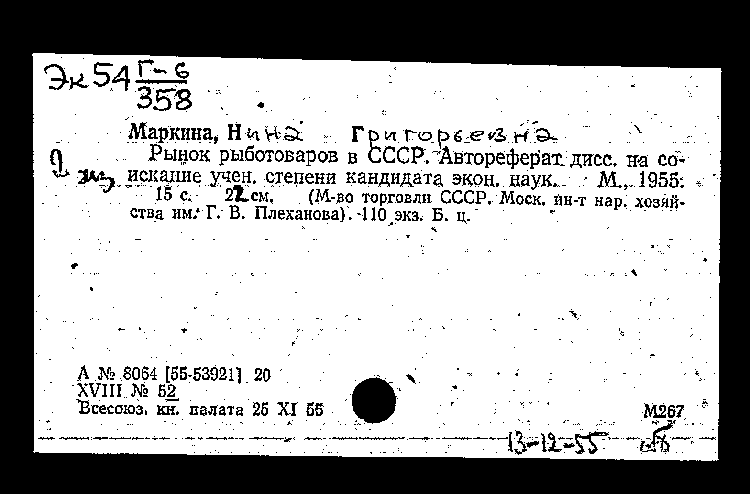 Эк 54 Г-6
358
Маркина, Нина Григорьевна
Рынок рыботоваров в СССР. Автореферат дисс. на со-
искание учен. степени кандидата экон. наук. М., 1955.
15 с. 22 см. (М-во торговли СССР. Моск. ин-т нар. хозяй-
ства им. Г. В. Плеханова). 110 экз. Б. ц.
А № 8064 [55-53921] 20
XVIII № 52
Всесоюз. кн. палата 25 XI 55
М267
13-12-55